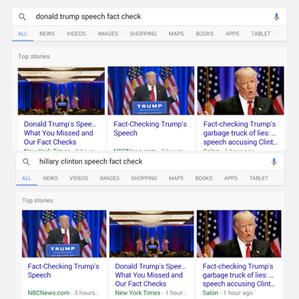 donald trump speech fact check
ALL NEWS VIDEOS IMAGES SHOPPING MAPS BOOKS APPS TABLET
Top stories
TRUMP
Donald Trump's Spee... Fact-Checking Trump's Fact-Checking Trump's
What You Missed and Speech garbage truck of lies: ...
Our Fact Checks speech accusing Clint...
New York Times NBCNews.com Salon
hillary clinton speech fact check
ALL NEWS VIDEOS IMAGES SHOPPING MAPS BOOKS APPS TABLET
Top stories
TRUMP
Fact-Checking Trump's Donald Trump's Spee... Fact-Checking Trump's
Speech What You Missed and garbage truck of lies: ...
Our Fact Checks speech accusing Clint...
NBCNews.com - 3 hours... New York Times - 1 hour ... Salon - 1 hour ago